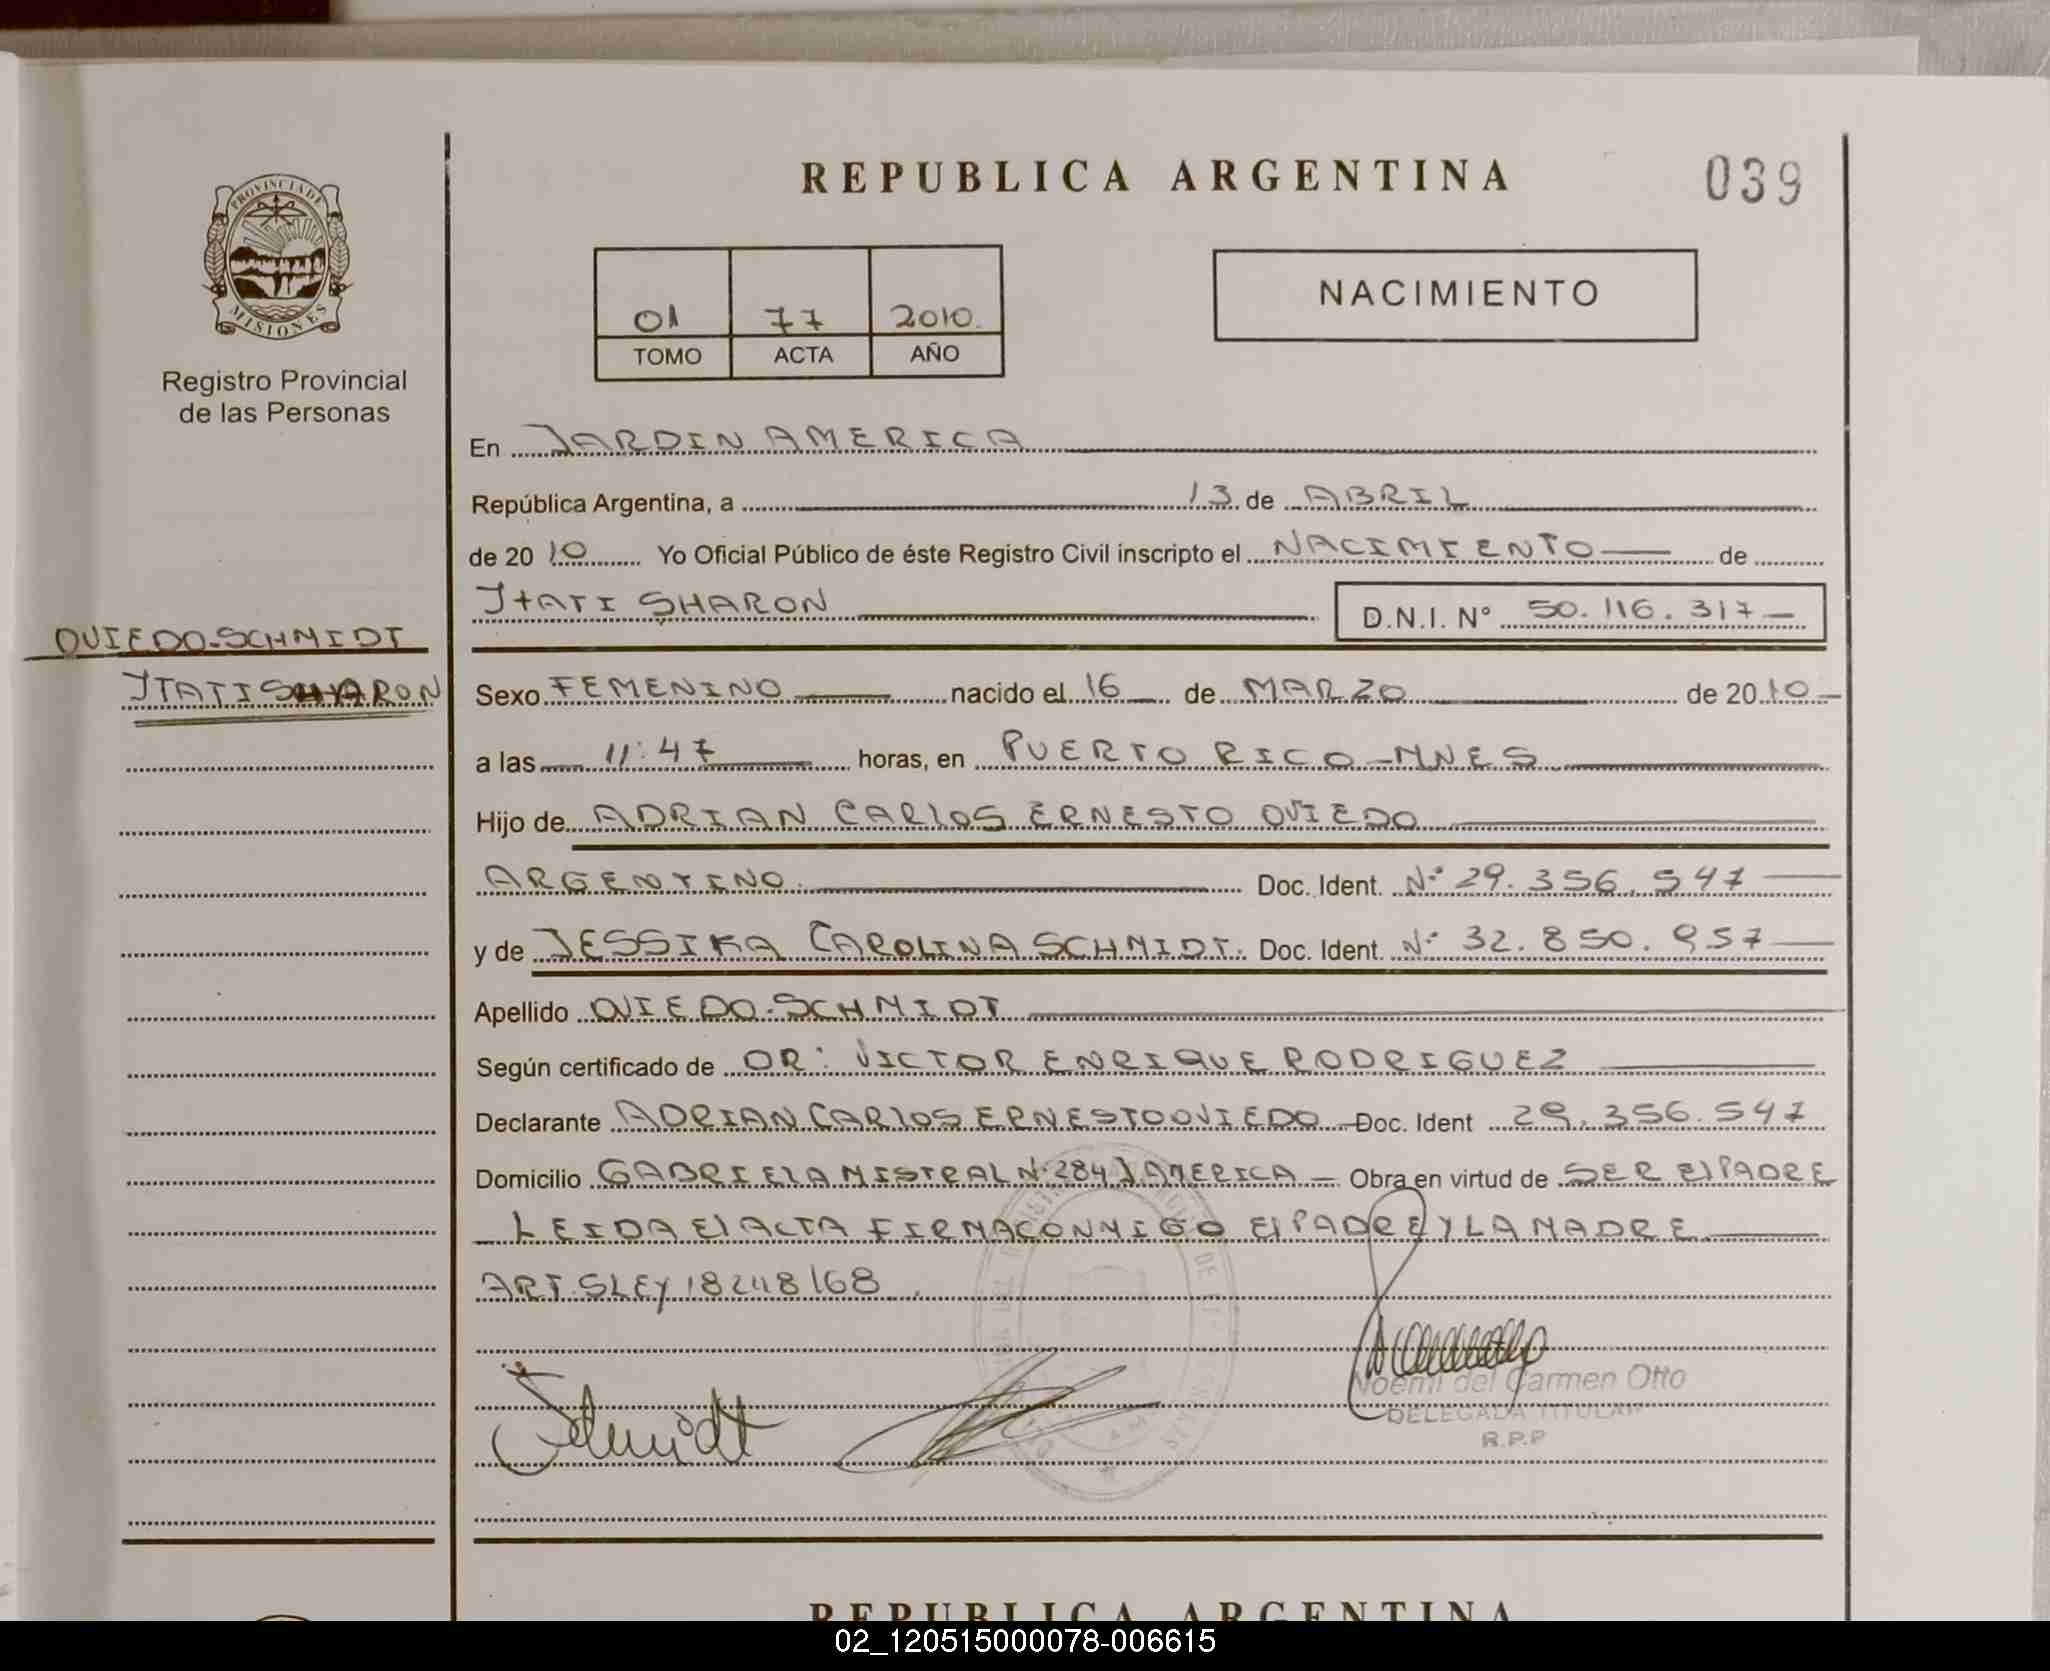 REPUBLICA ARGENTINA
039
PROVINCIA DE
MISIONES
Registro Provincial
de las Personas
01 77 2010.
TOMO ACTA AÑO
NACIMIENTO
En JARDIN AMERICA
República Argentina, a 13 de ABRIL
de 20 10 Yo Oficial Público de éste Registro Civil inscripto el NACIMIENTO de
ITATI SHARON D.N.I. N° 50.116.317
OVIEDO-SCHMIDT
ITATI SHARON
Sexo FEMENINO nacido el 16 de MARZO de 2010
a las 11:47 horas, en PUERTO RICO-MNES
Hijo de ADRIAN CARLOS ERNESTO OVIEDO
ARGENTINO. Doc. Ident. N° 29.356.547
y de JESSIKA CAROLINA SCHMIDT. Doc. Ident. N° 32.850.957
Apellido OVIEDO-SCHMIDT
Según certificado de DR: VICTOR ENRIQUE RODRIGUEZ
Declarante ADRIAN CARLOS ERNESTO OVIEDO Doc. Ident 29.356.547
Domicilio GABRIELA MISTRAL N° 284 J. AMERICA Obra en virtud de SER El PADRE
LEIDA El ACTA FIRMA CONMIGO El PADRE Y LA MADRE
ART. 5 LEY 18248/68
Schmidt
Noemí del Carmen Otto
DELEGADA TITULAR
R.P.P
REPUBLICA ARGENTINA
02_120515000078-006615